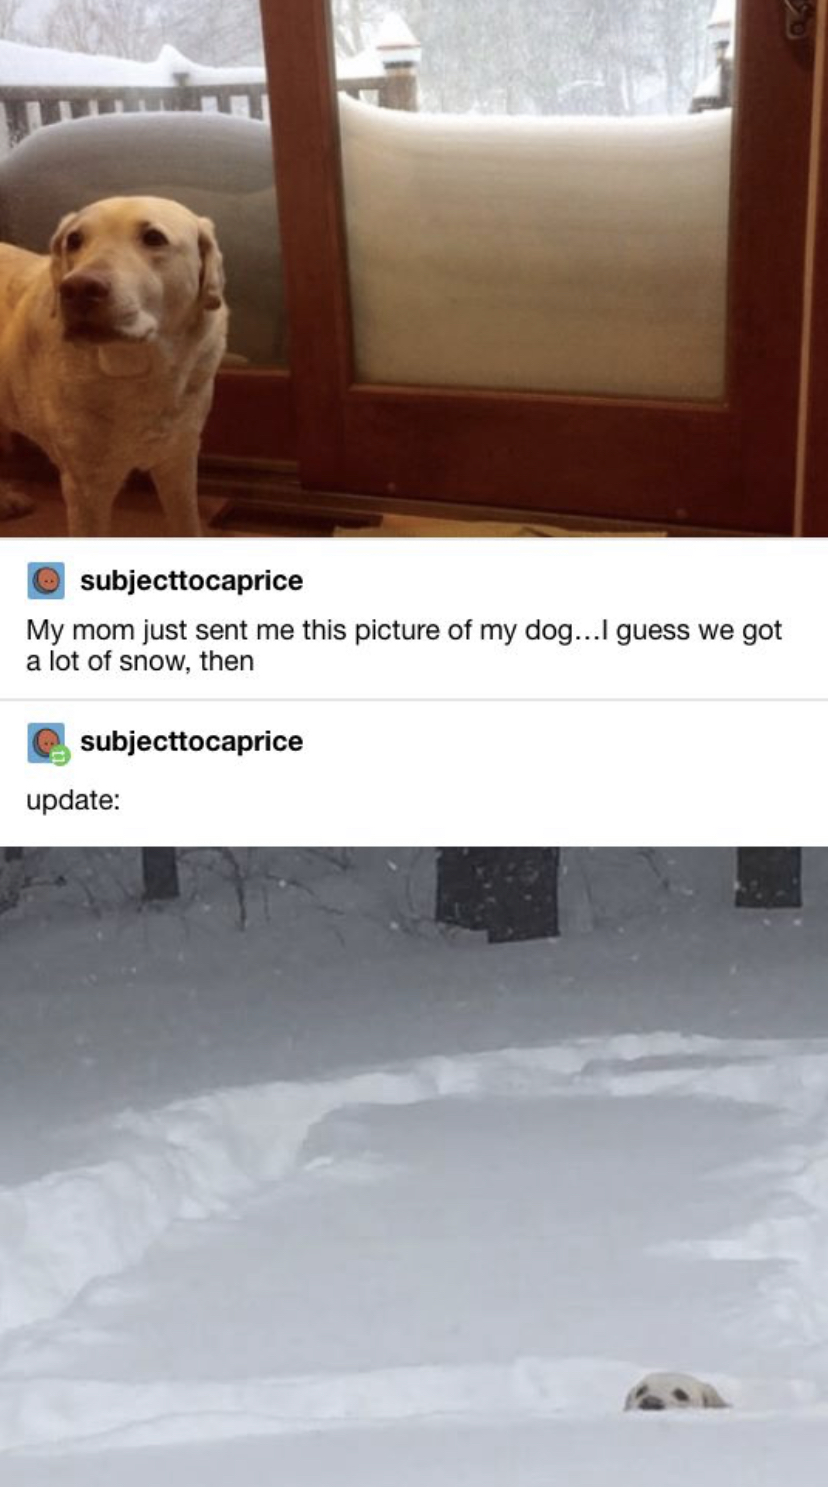 subjecttocaprice
My mom just sent me this picture of my dog...I guess we got
a lot of snow, then
subjecttocaprice
update: